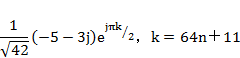 1/√42 (−5 − 3j)e^(jπk/2), k = 64n + 11